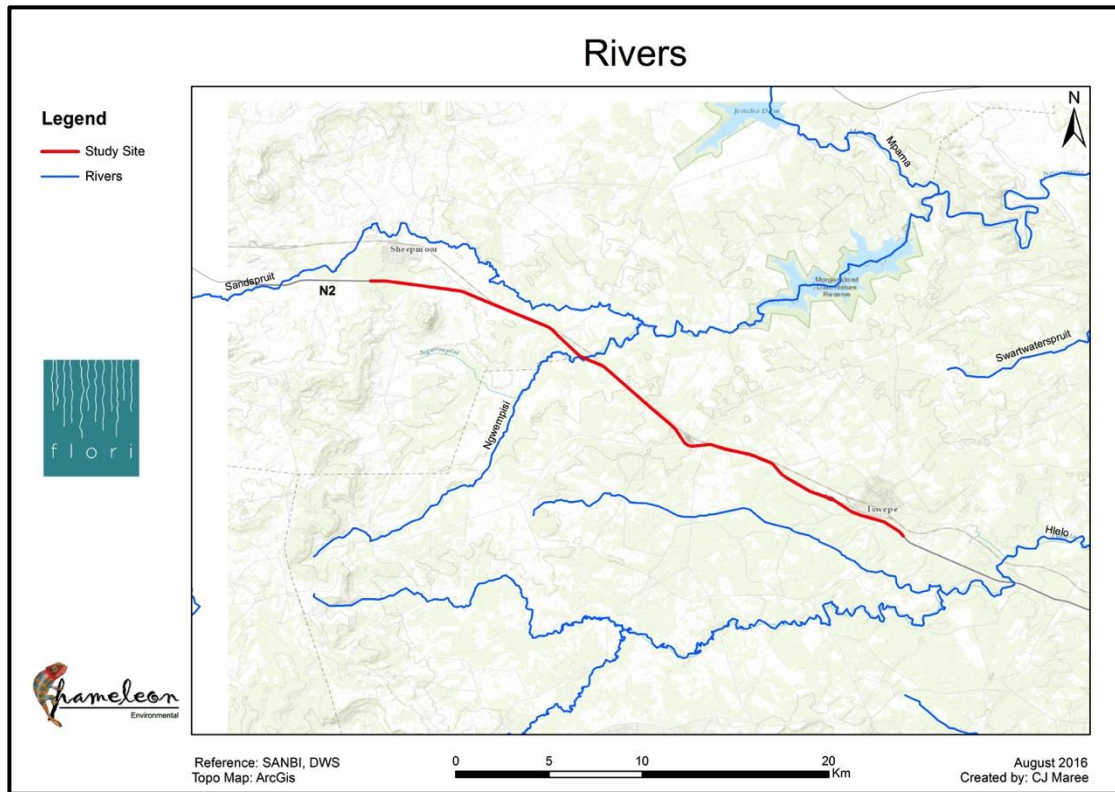 Rivers
Legend
Study Site
Rivers
N
Jericho Dam
Mpama
Sheepmoor
Sandspruit
N2
Morgenstond
Dam Nature
Reserve
Swartwaterspruit
Ngwempisi
Ngwempisi
Iswepe
Hlelo
flori
Chameleon
Environmental
Reference: SANBI, DWS
Topo Map: ArcGis
0 5 10 20
Km
August 2016
Created by: CJ Maree